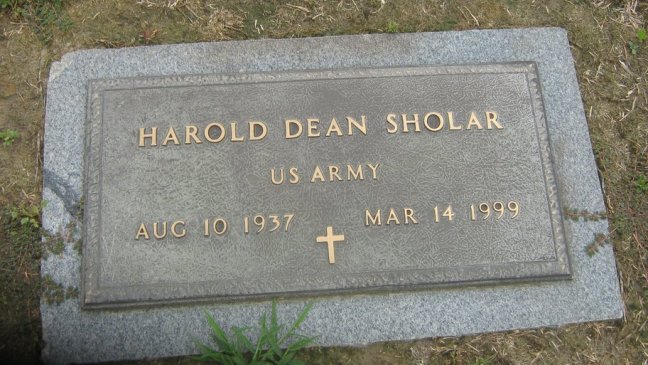 HAROLD DEAN SHOLAR
US ARMY
AUG 10 1937 MAR 14 1999